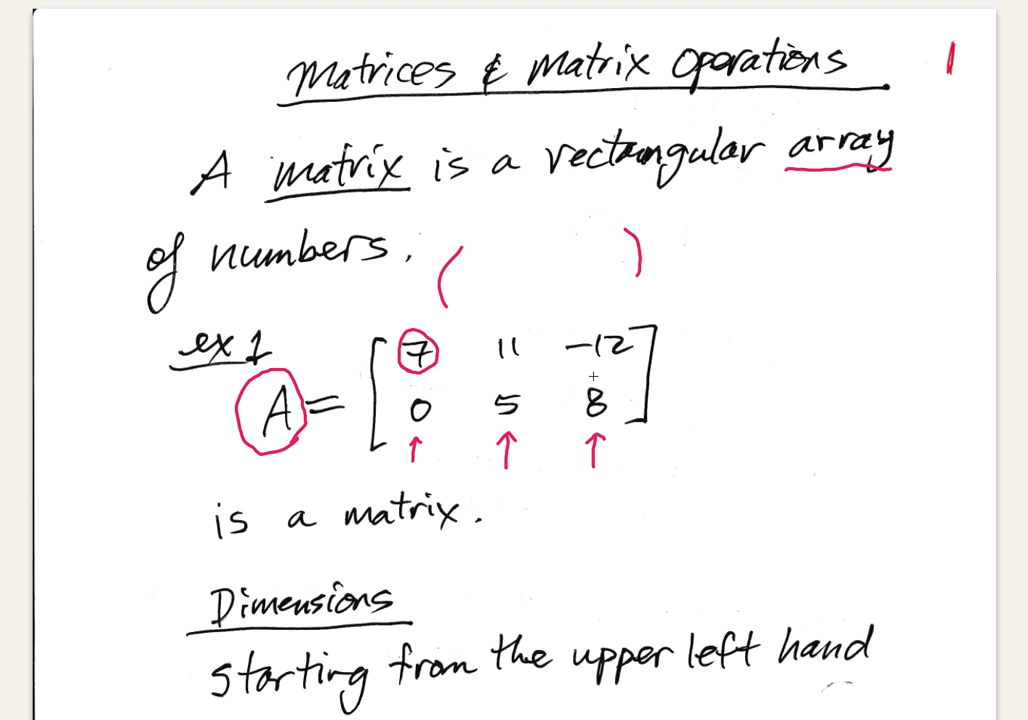 Matrices & Matrix Operations 1
A matrix is a rectangular array
of numbers. ( )
ex 1
A = [ 7 11 -12
0 5 8 ]
↑ ↑ ↑
is a matrix.
Dimensions
starting from the upper left hand